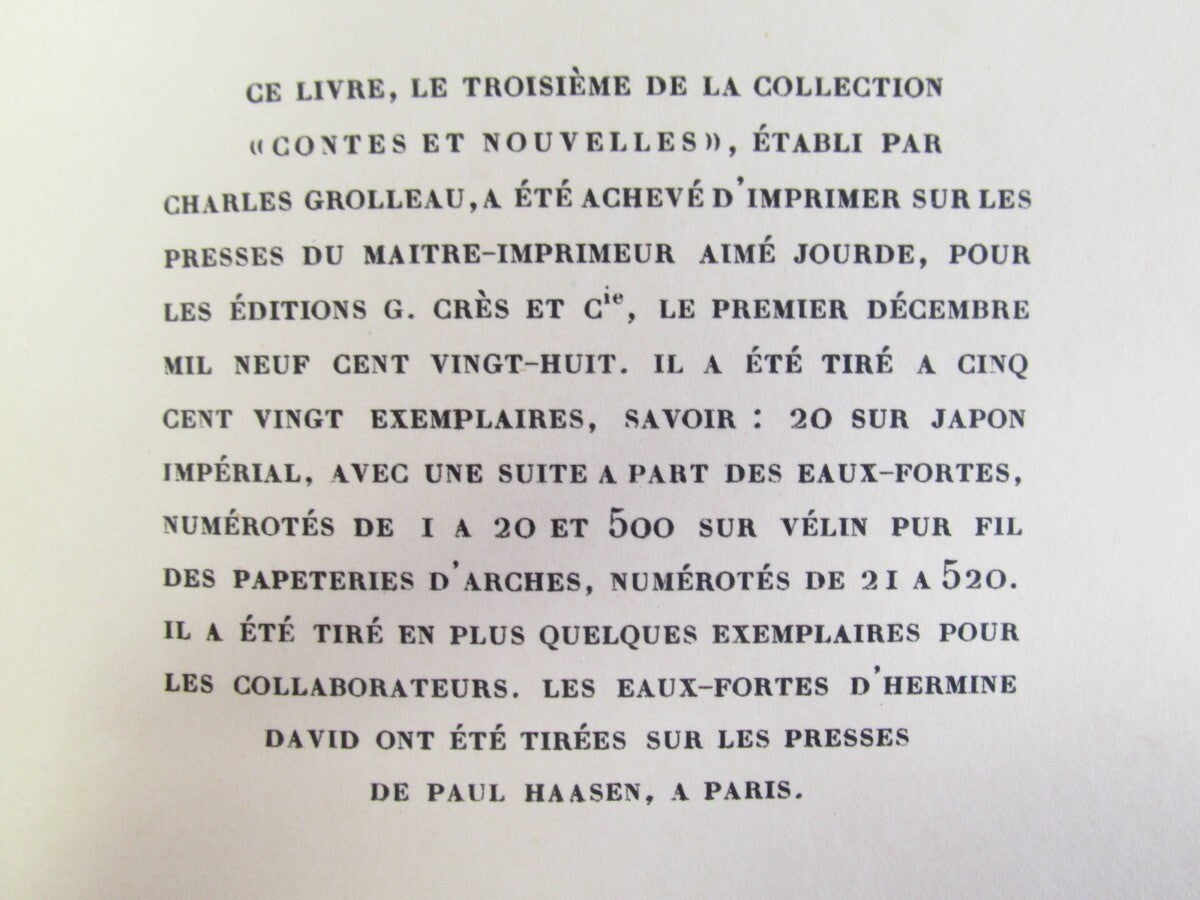 CE LIVRE, LE TROISIÈME DE LA COLLECTION
«CONTES ET NOUVELLES», ÉTABLI PAR
CHARLES GROLLEAU, A ÉTÉ ACHEVÉ D'IMPRIMER SUR LES
PRESSES DU MAITRE-IMPRIMEUR AIMÉ JOURDE, POUR
LES ÉDITIONS G. CRÈS ET Cie, LE PREMIER DÉCEMBRE
MIL NEUF CENT VINGT-HUIT. IL A ÉTÉ TIRÉ A CINQ
CENT VINGT EXEMPLAIRES, SAVOIR : 20 SUR JAPON
IMPÉRIAL, AVEC UNE SUITE A PART DES EAUX-FORTES,
NUMÉROTÉS DE 1 A 20 ET 500 SUR VÉLIN PUR FIL
DES PAPETERIES D'ARCHES, NUMÉROTÉS DE 21 A 520.
IL A ÉTÉ TIRÉ EN PLUS QUELQUES EXEMPLAIRES POUR
LES COLLABORATEURS. LES EAUX-FORTES D'HERMINE
DAVID ONT ÉTÉ TIRÉES SUR LES PRESSES
DE PAUL HAASEN, A PARIS.